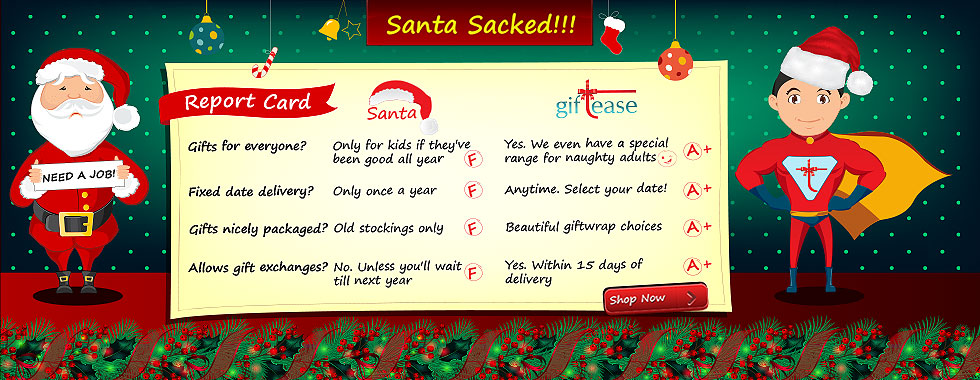 Santa Sacked!!!
Report Card
Santa
giftease
NEED A JOB!
Gifts for everyone?
Only for kids if they've
been good all year
F
Yes. We even have a special
range for naughty adults
A+
Fixed date delivery?
Only once a year
F
Anytime. Select your date!
A+
Gifts nicely packaged?
Old stockings only
F
Beautiful giftwrap choices
A+
Allows gift exchanges?
No. Unless you'll wait
till next year
F
Yes. Within 15 days of
delivery
A+
Shop Now